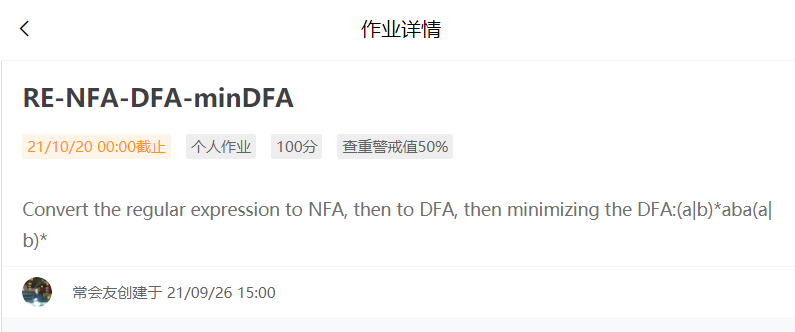 作业详情
RE-NFA-DFA-minDFA
21/10/20 00:00截止 个人作业 100分 查重警戒值50%
Convert the regular expression to NFA, then to DFA, then minimizing the DFA:(a|b)*aba(a|
b)*
常会友创建于 21/09/26 15:00